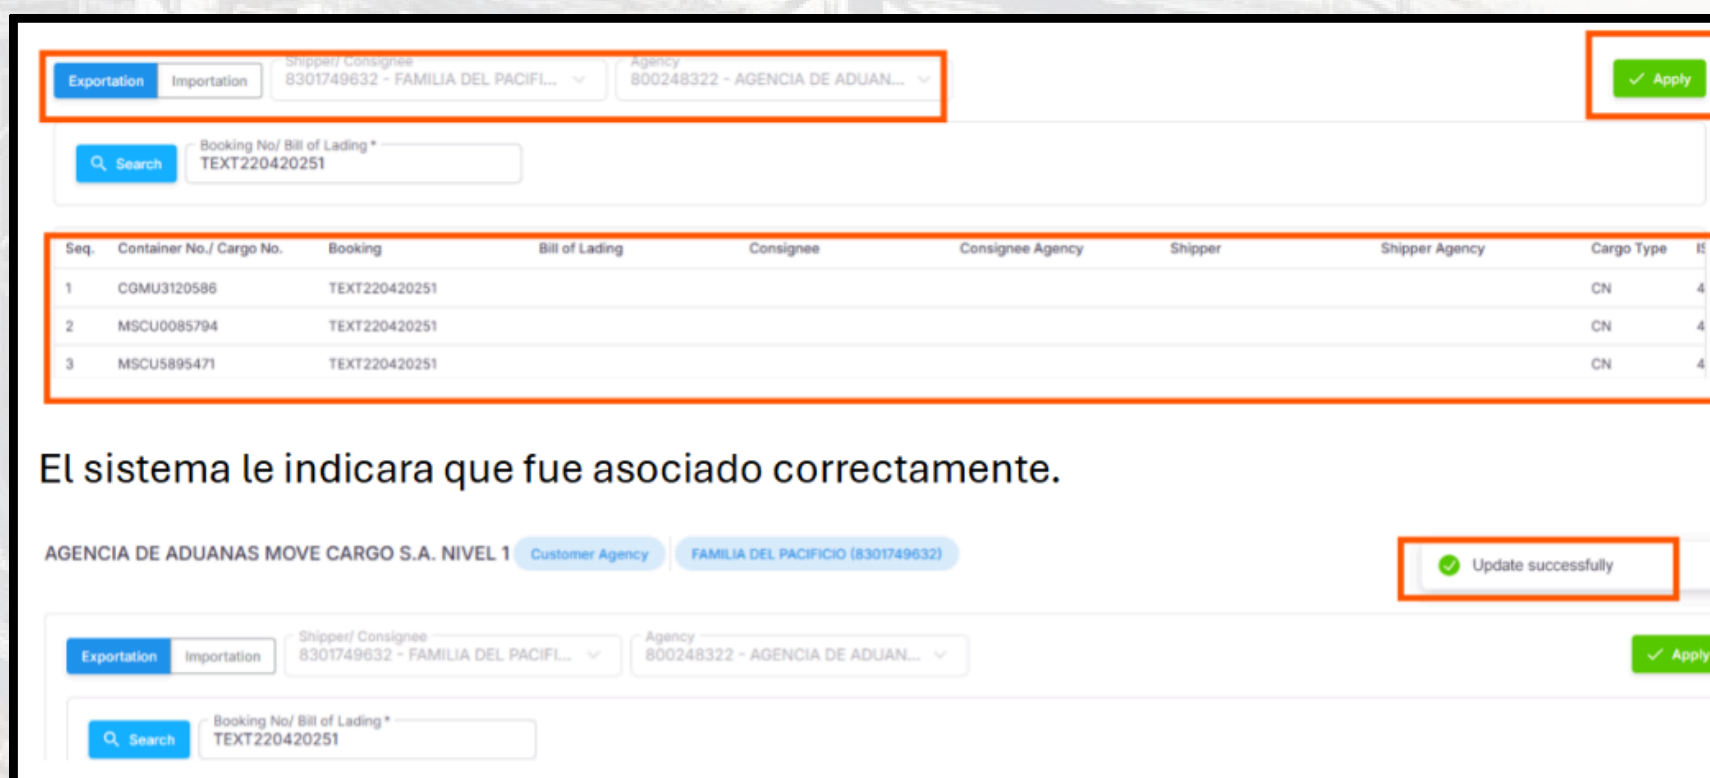 Shipper/ Consignee Agency
Exportation Importation 8301749632 - FAMILIA DEL PACIFI... 800248322 - AGENCIA DE ADUAN... Apply
Booking No/ Bill of Lading *
Search TEXT220420251
Seq. Container No./ Cargo No. Booking Bill of Lading Consignee Consignee Agency Shipper Shipper Agency Cargo Type
1 CGMU3120586 TEXT220420251 CN 4
2 MSCU0085794 TEXT220420251 CN 4
3 MSCU5895471 TEXT220420251 CN 4
El sistema le indicara que fue asociado correctamente.
AGENCIA DE ADUANAS MOVE CARGO S.A. NIVEL 1 Customer Agency FAMILIA DEL PACIFICIO (8301749632) Update successfully
Shipper/ Consignee Agency
Exportation Importation 8301749632 - FAMILIA DEL PACIFI... 800248322 - AGENCIA DE ADUAN... Apply
Booking No/ Bill of Lading *
Search TEXT220420251